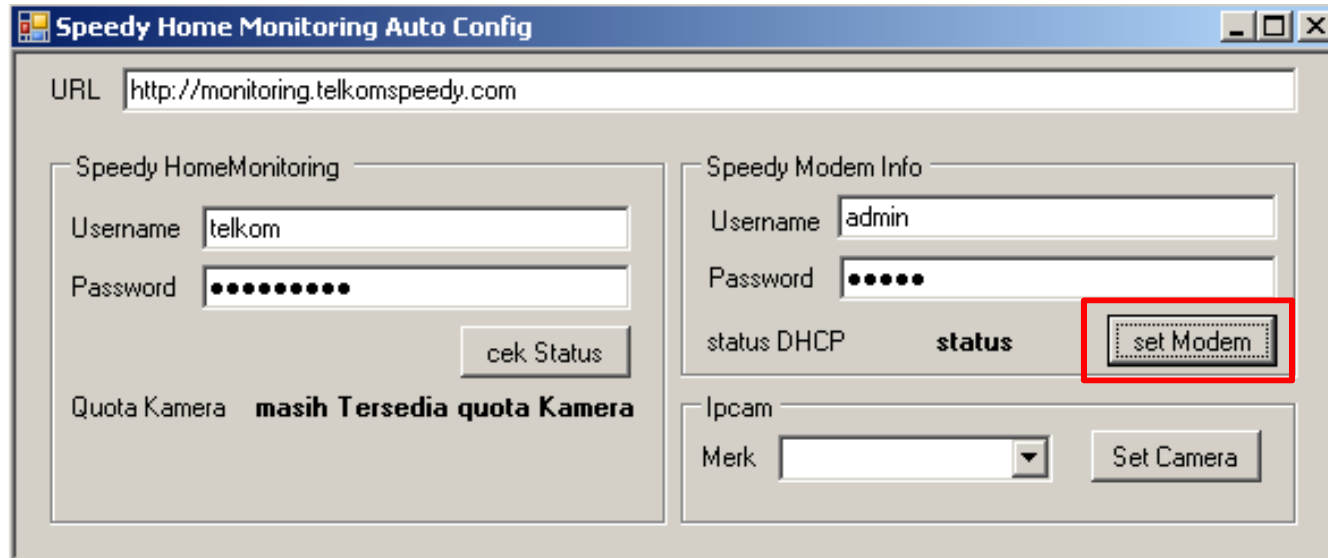 Speedy Home Monitoring Auto Config
URL http://monitoring.telkomspeedy.com
Speedy HomeMonitoring
Username telkom
Password ●●●●●●●●●
cek Status
Quota Kamera masih Tersedia quota Kamera
Speedy Modem Info
Username admin
Password ●●●●●
status DHCP status set Modem
Ipcam
Merk Set Camera